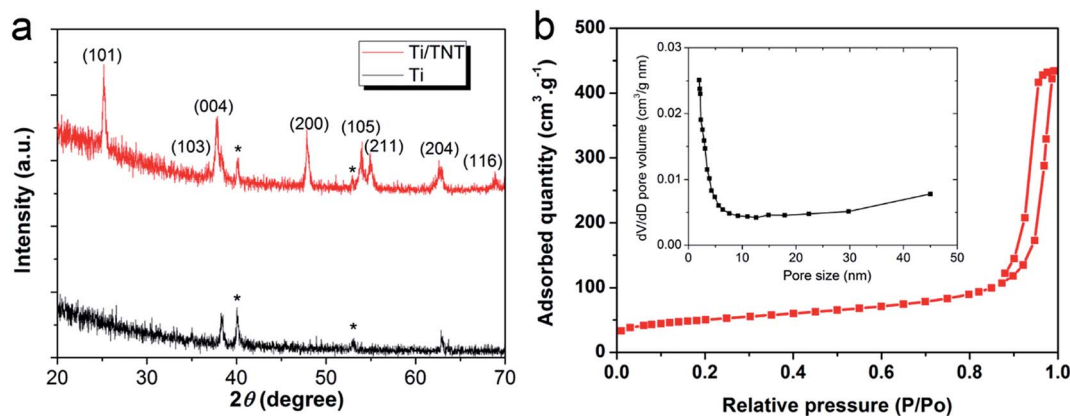 a
Intensity (a.u.)
Ti/TNT
Ti
(101)
(103)
(004)
*
(200)
*
(105)
(211)
(204)
(116)
*
*
20 30 40 50 60 70
2θ (degree)
b
Adsorbed quantity (cm³.g⁻¹)
500
400
300
200
100
0
0.0 0.2 0.4 0.6 0.8 1.0
Relative pressure (P/Po)
dV/dD pore volume (cm³/g nm)
0.03
0.02
0.01
0.00
0 10 20 30 40 50
Pore size (nm)